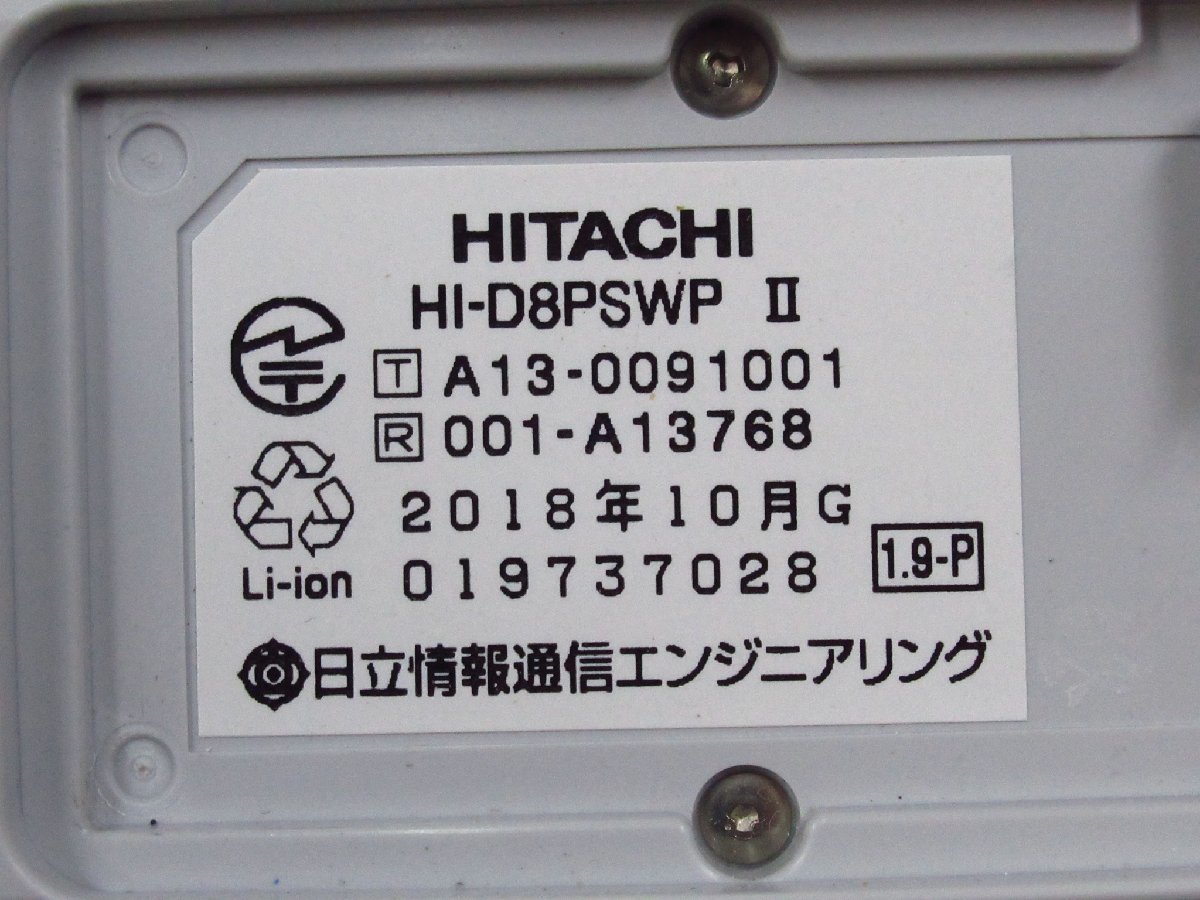 HITACHI
HI-D8PSWP Ⅱ
T A13-0091001
R 001-A13768
2018年10月G
019737028
1.9-P
Li-ion
日立情報通信エンジニアリング